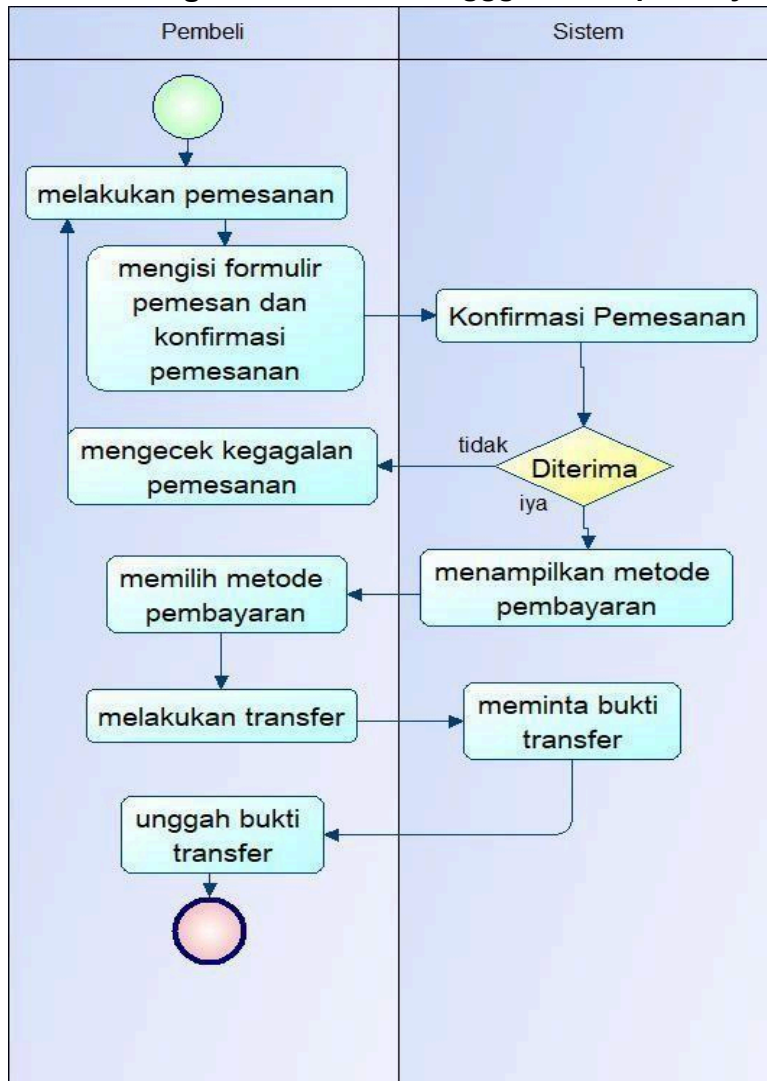 Pembeli
Sistem
melakukan pemesanan
mengisi formulir
pemesan dan
konfirmasi
pemesanan
Konfirmasi Pemesanan
tidak
Diterima
iya
mengecek kegagalan
pemesanan
menampilkan metode
pembayaran
memilih metode
pembayaran
melakukan transfer
meminta bukti
transfer
unggah bukti
transfer